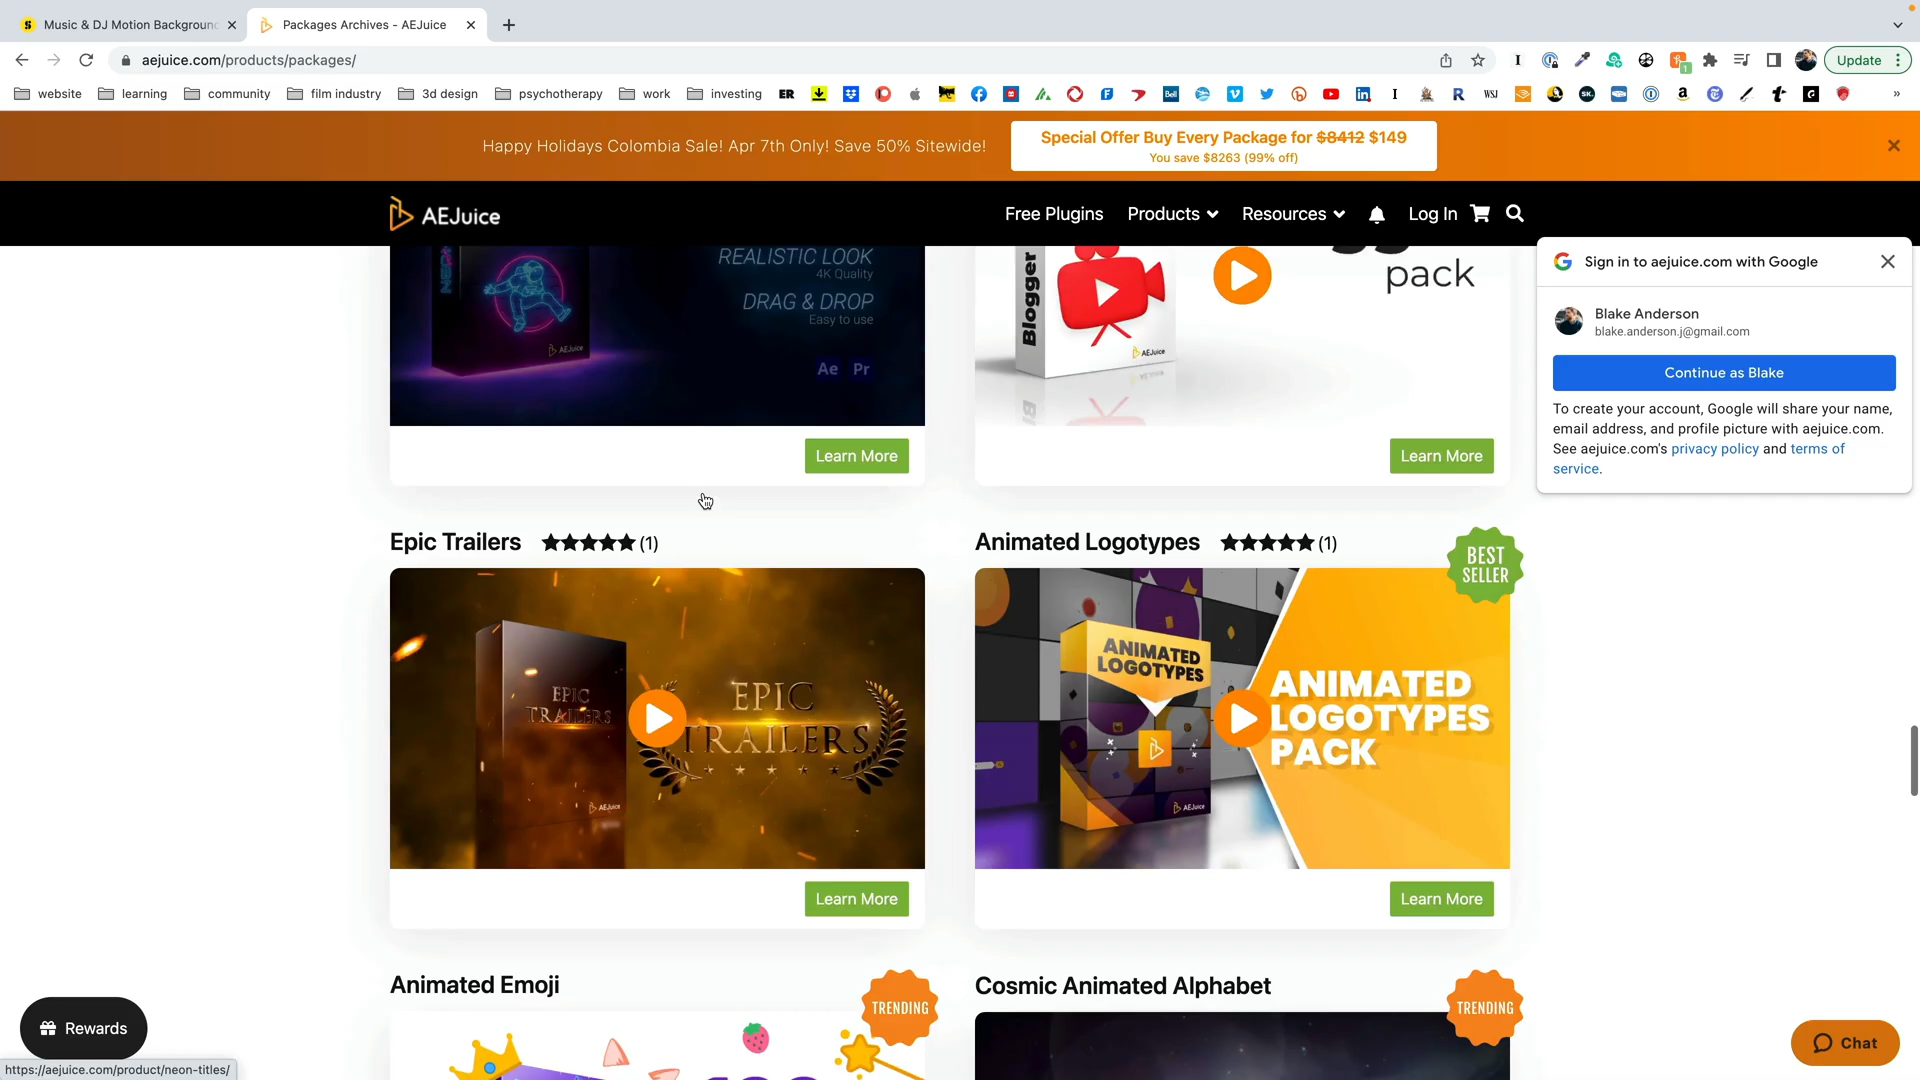 Music & DJ Motion Background
Packages Archives - AEJuice
aejuice.com/products/packages/
Update
website
learning
community
film industry
3d design
psychotherapy
work
investing
ER
Bell
SK
WSJ
Happy Holidays Colombia Sale! Apr 7th Only! Save 50% Sitewide!
Special Offer Buy Every Package for $8412 $149
You save $8263 (99% off)
AEJuice
Free Plugins
Products
Resources
Log In
Sign in to aejuice.com with Google
Blake Anderson
blake.anderson.j@gmail.com
Continue as Blake
To create your account, Google will share your name,
email address, and profile picture with aejuice.com.
See aejuice.com's privacy policy and terms of
service.
REALISTIC LOOK
4K Quality
DRAG & DROP
Easy to use
Ae Pr
AEJuice
Blogger
pack
AEJuice
Learn More
Learn More
Epic Trailers
(1)
Animated Logotypes
(1)
BEST
SELLER
EPIC
TRAILERS
EPIC
TRAILERS
AEJuice
ANIMATED
LOGOTYPES
ANIMATED
LOGOTYPES
PACK
AEJuice
Learn More
Learn More
Animated Emoji
TRENDING
Cosmic Animated Alphabet
TRENDING
Rewards
Chat
https://aejuice.com/product/neon-titles/